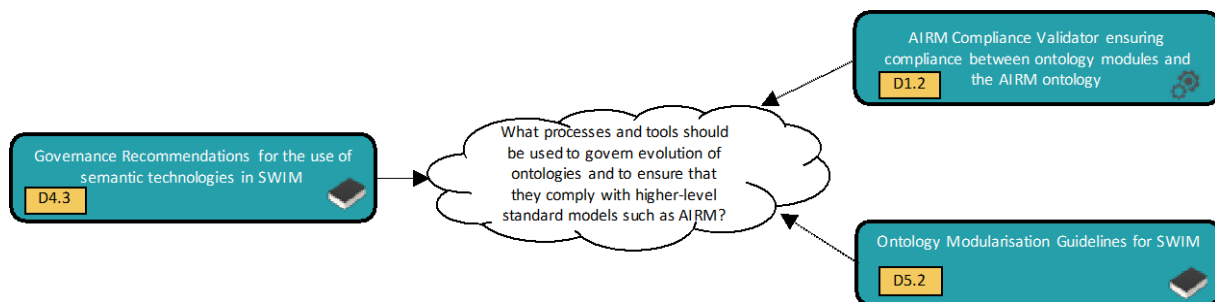 Governance Recommendations for the use of
semantic technologies in SWIM
D4.3
What processes and tools should
be used to govern evolution of
ontologies and to ensure that
they comply with higher-level
standard models such as AIRM?
AIRM Compliance Validator ensuring
compliance between ontology modules and
the AIRM ontology
D1.2
Ontology Modularisation Guidelines for SWIM
D5.2